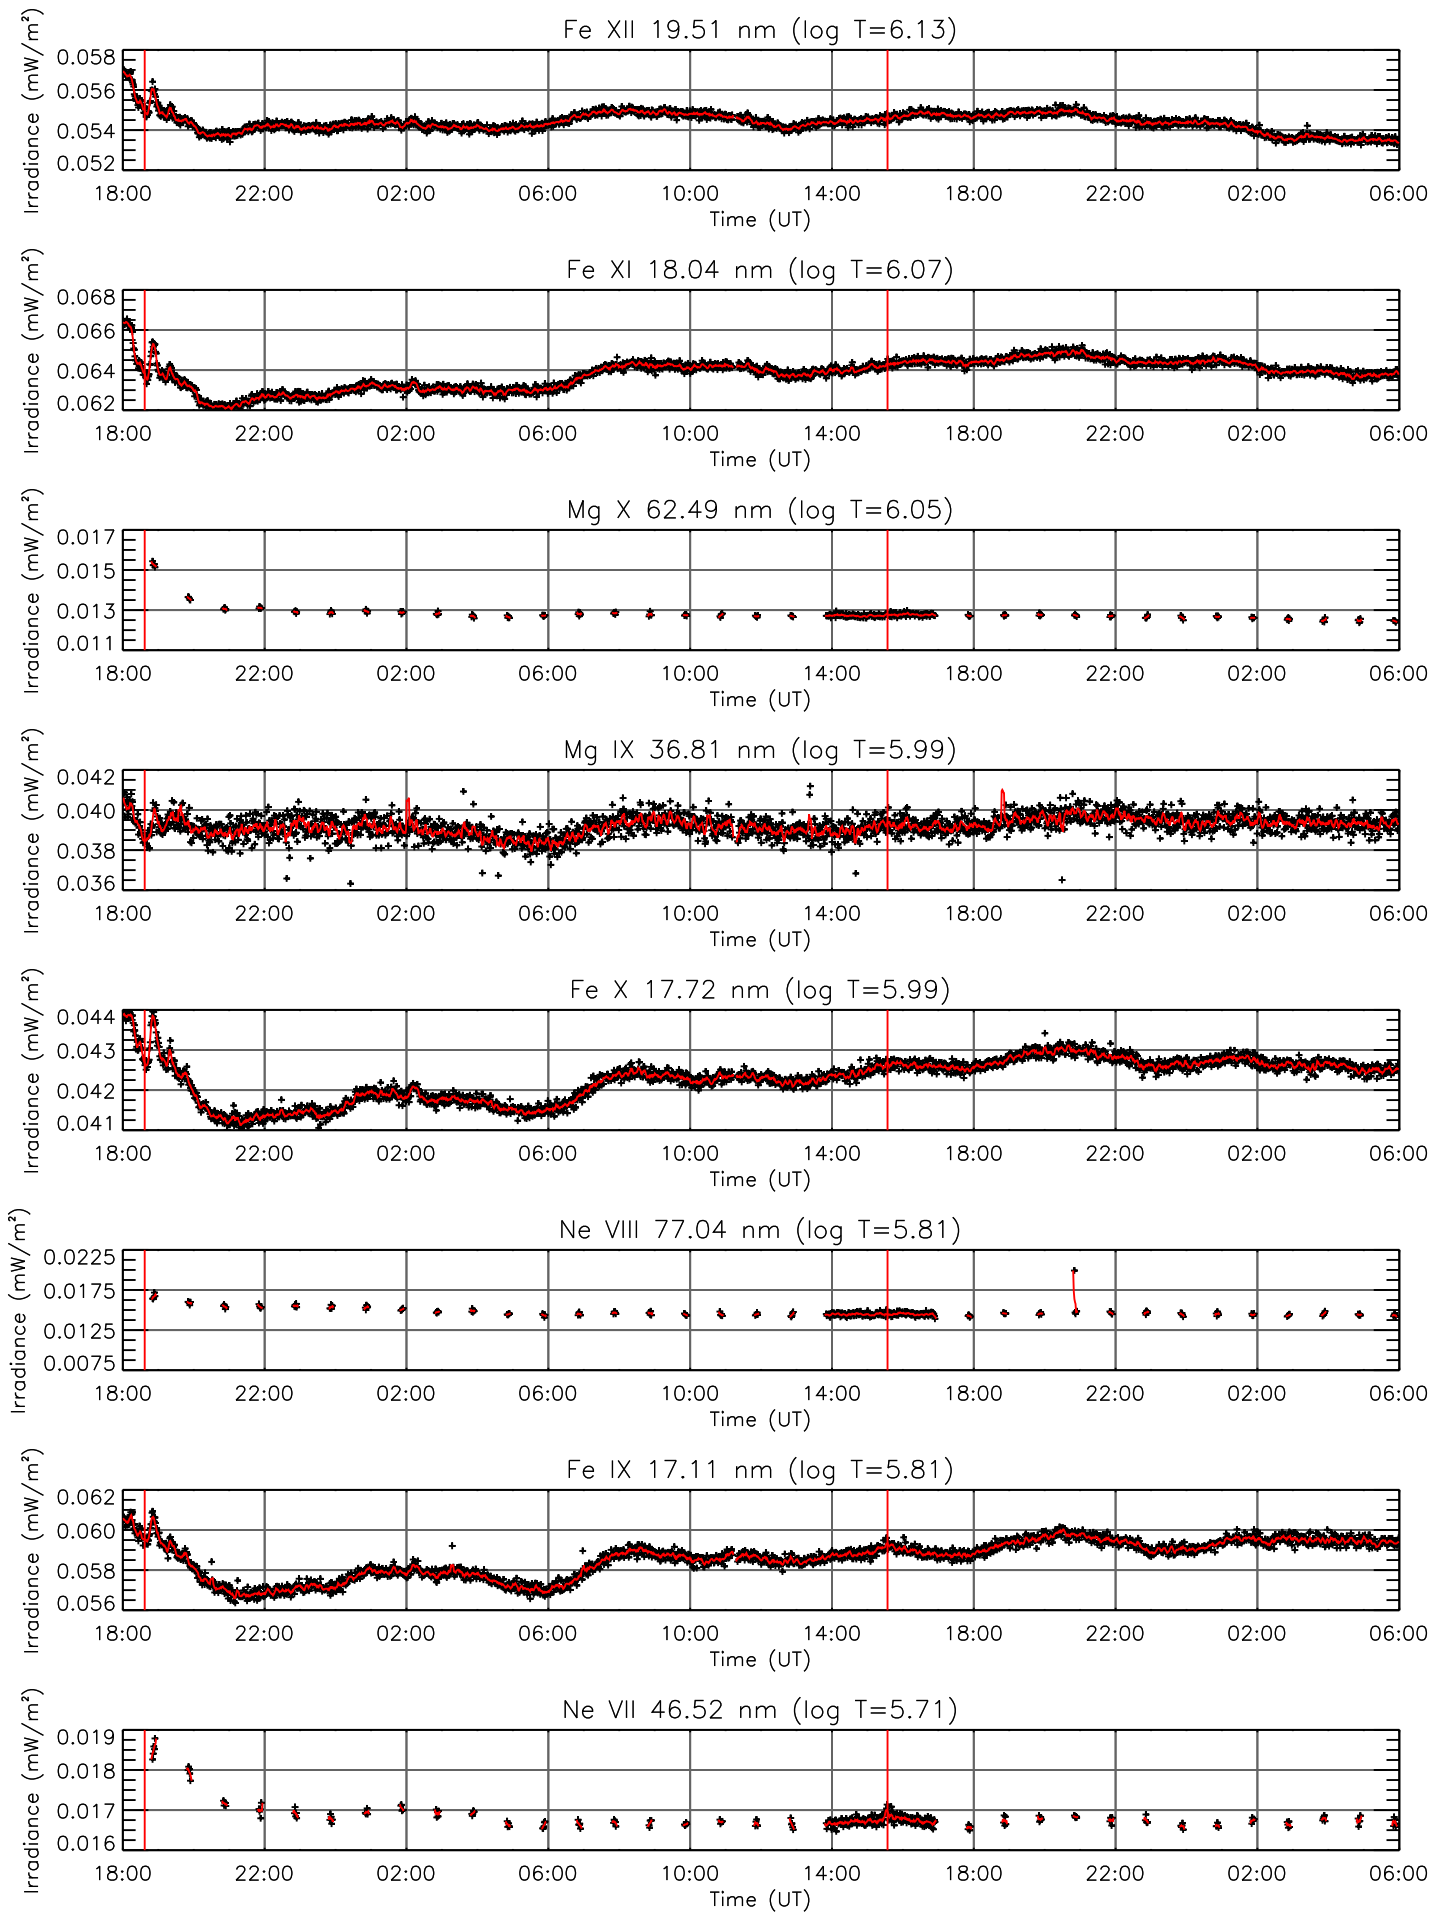 Fe XII 19.51 nm (log T=6.13)
Irradiance (mW/m²)
0.058
0.056
0.054
0.052
18:00 22:00 02:00 06:00 10:00 14:00 18:00 22:00 02:00 06:00
Time (UT)
Fe XI 18.04 nm (log T=6.07)
Irradiance (mW/m²)
0.068
0.066
0.064
0.062
18:00 22:00 02:00 06:00 10:00 14:00 18:00 22:00 02:00 06:00
Time (UT)
Mg X 62.49 nm (log T=6.05)
Irradiance (mW/m²)
0.017
0.015
0.013
0.011
18:00 22:00 02:00 06:00 10:00 14:00 18:00 22:00 02:00 06:00
Time (UT)
Mg IX 36.81 nm (log T=5.99)
Irradiance (mW/m²)
0.042
0.040
0.038
0.036
18:00 22:00 02:00 06:00 10:00 14:00 18:00 22:00 02:00 06:00
Time (UT)
Fe X 17.72 nm (log T=5.99)
Irradiance (mW/m²)
0.044
0.043
0.042
0.041
18:00 22:00 02:00 06:00 10:00 14:00 18:00 22:00 02:00 06:00
Time (UT)
Ne VIII 77.04 nm (log T=5.81)
Irradiance (mW/m²)
0.0225
0.0175
0.0125
0.0075
18:00 22:00 02:00 06:00 10:00 14:00 18:00 22:00 02:00 06:00
Time (UT)
Fe IX 17.11 nm (log T=5.81)
Irradiance (mW/m²)
0.062
0.060
0.058
0.056
18:00 22:00 02:00 06:00 10:00 14:00 18:00 22:00 02:00 06:00
Time (UT)
Ne VII 46.52 nm (log T=5.71)
Irradiance (mW/m²)
0.019
0.018
0.017
0.016
18:00 22:00 02:00 06:00 10:00 14:00 18:00 22:00 02:00 06:00
Time (UT)